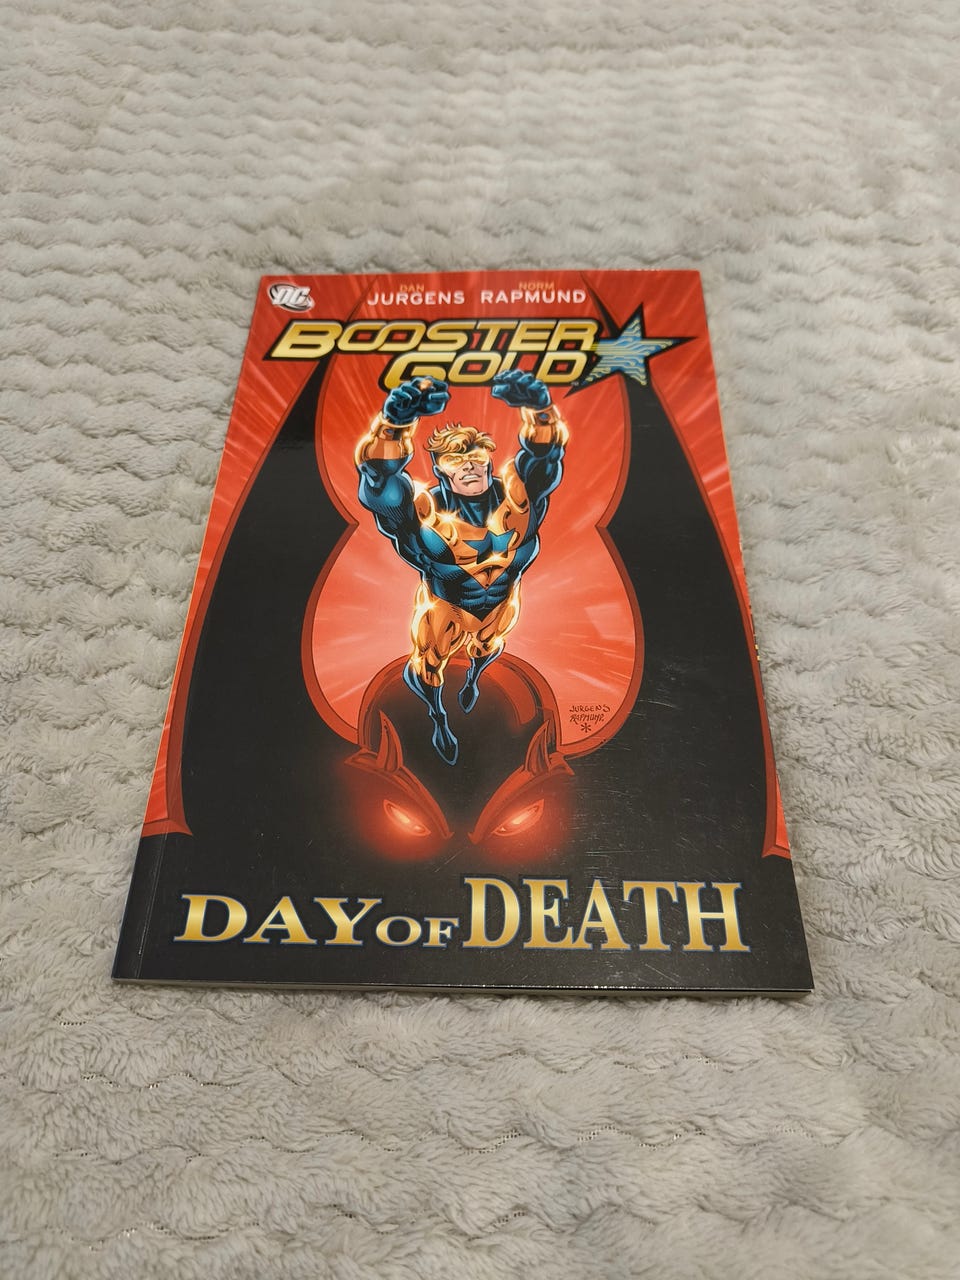 DC
DAN NORM
JURGENS RAPMUND
BOOSTER
GOLD
JURGENS
RAPMUND.
DAY OF DEATH